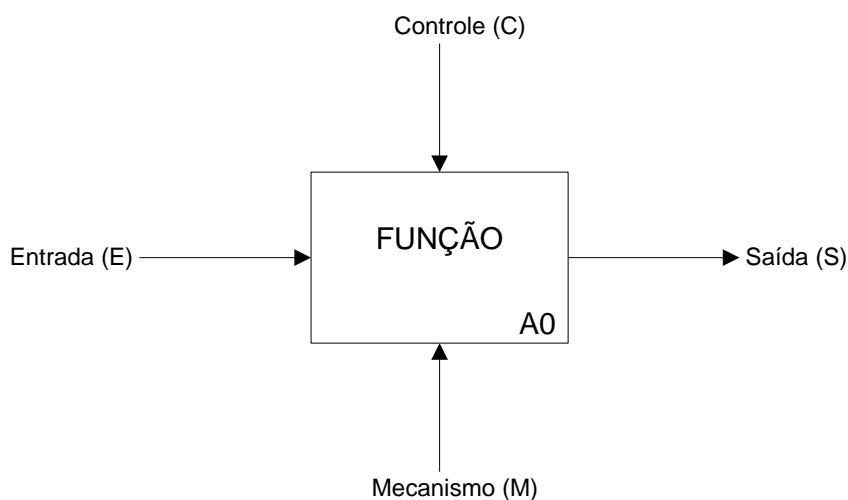 Controle (C)
FUNÇÃO
Entrada (E)
Saída (S)
A0
Mecanismo (M)